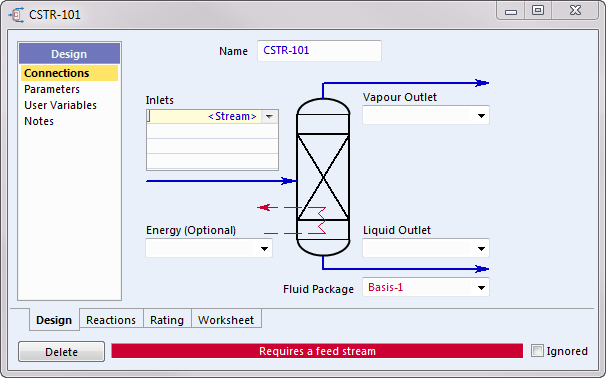 CSTR-101
Design
Connections
Parameters
User Variables
Notes
Name
CSTR-101
Inlets
<Stream>
Vapour Outlet
Energy (Optional)
Liquid Outlet
Fluid Package
Basis-1
Design
Reactions
Rating
Worksheet
Delete
Requires a feed stream
Ignored